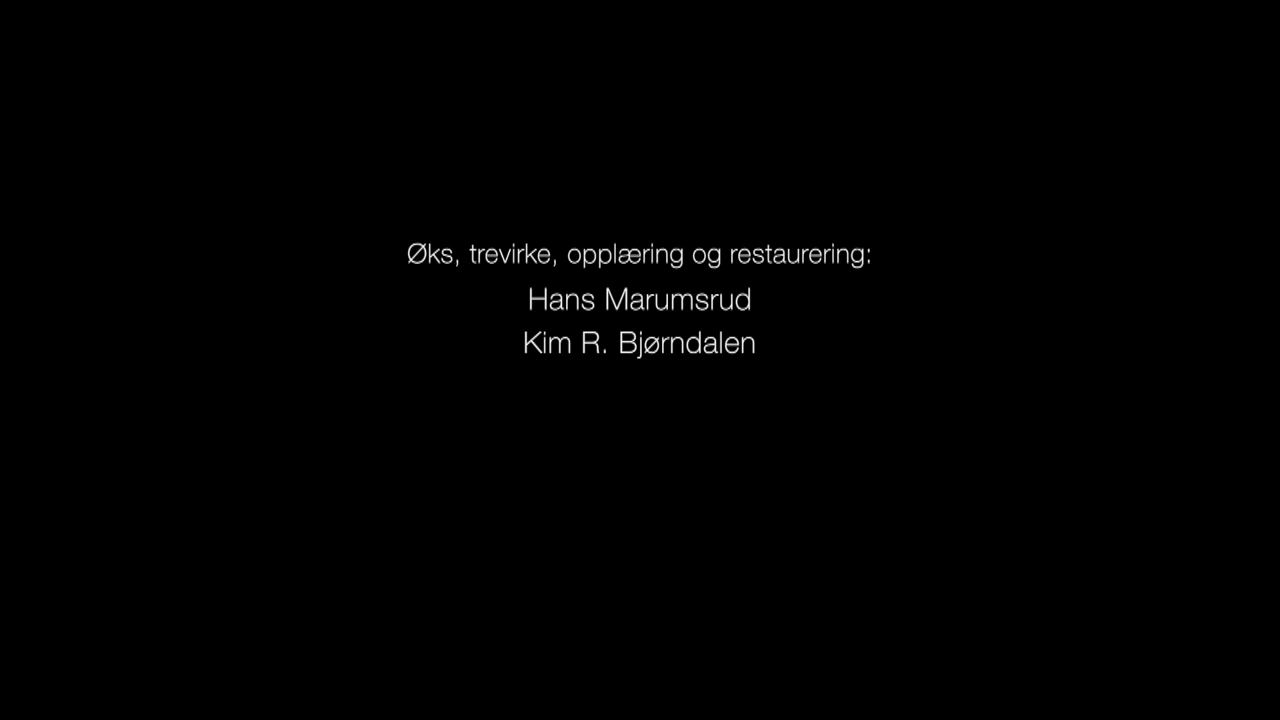 Øks, trevirke, opplæring og restaurering:
Hans Marumsrud
Kim R. Bjørndalen